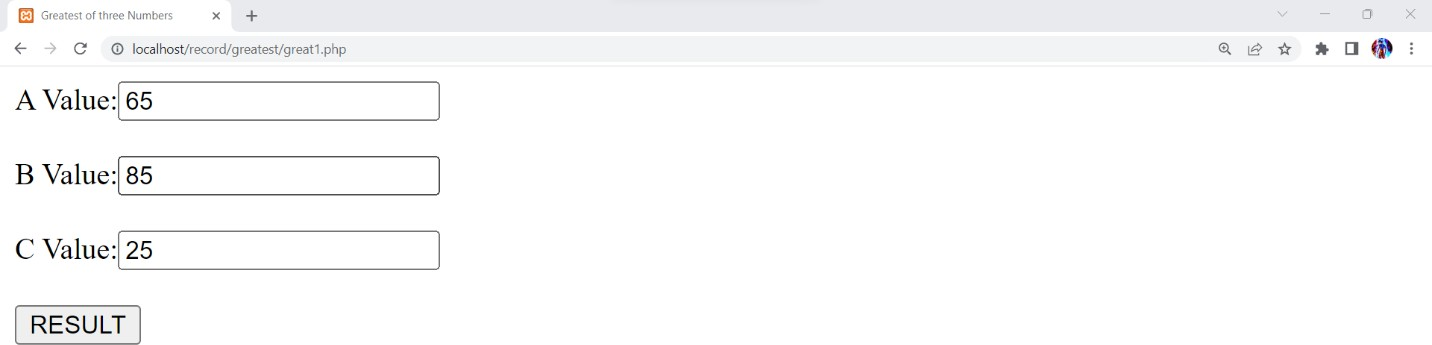 Greatest of three Numbers
localhost/record/greatest/great1.php
A Value: 65
B Value: 85
C Value: 25
RESULT